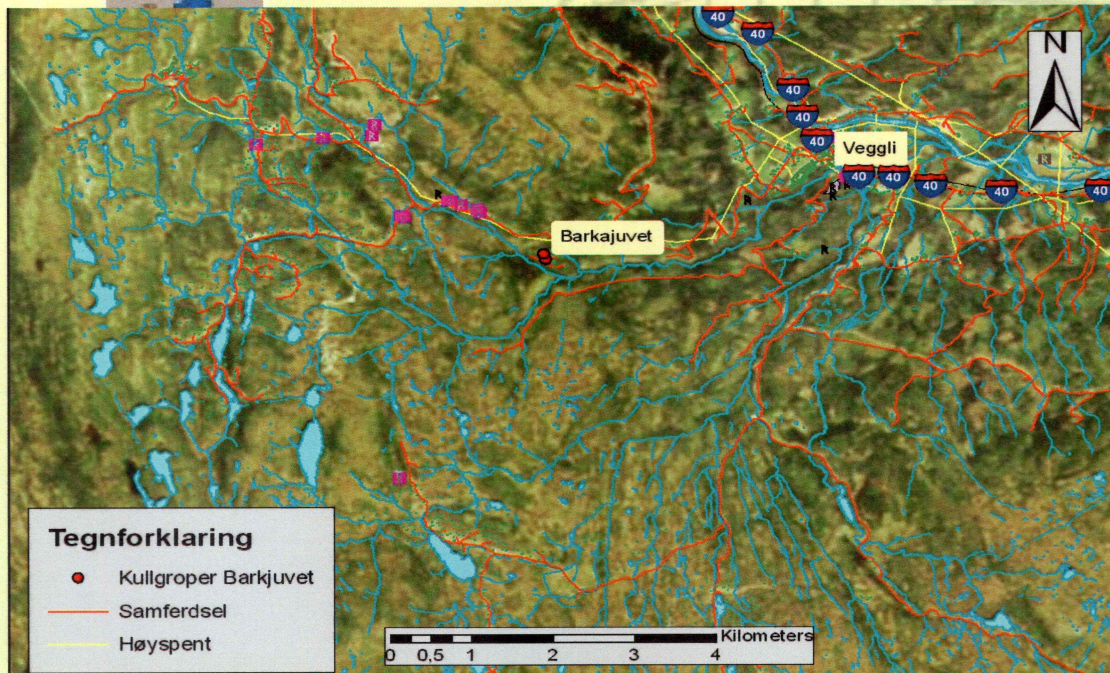 40
40
N
40
40
40
Veggli
R
40
40
40
40
40
R
R
R
R
Barkajuvet
R
Tegnforklaring
Kullgroper Barkjuvet
Samferdsel
Høyspent
Kilometers
0 0,5 1 2 3 4